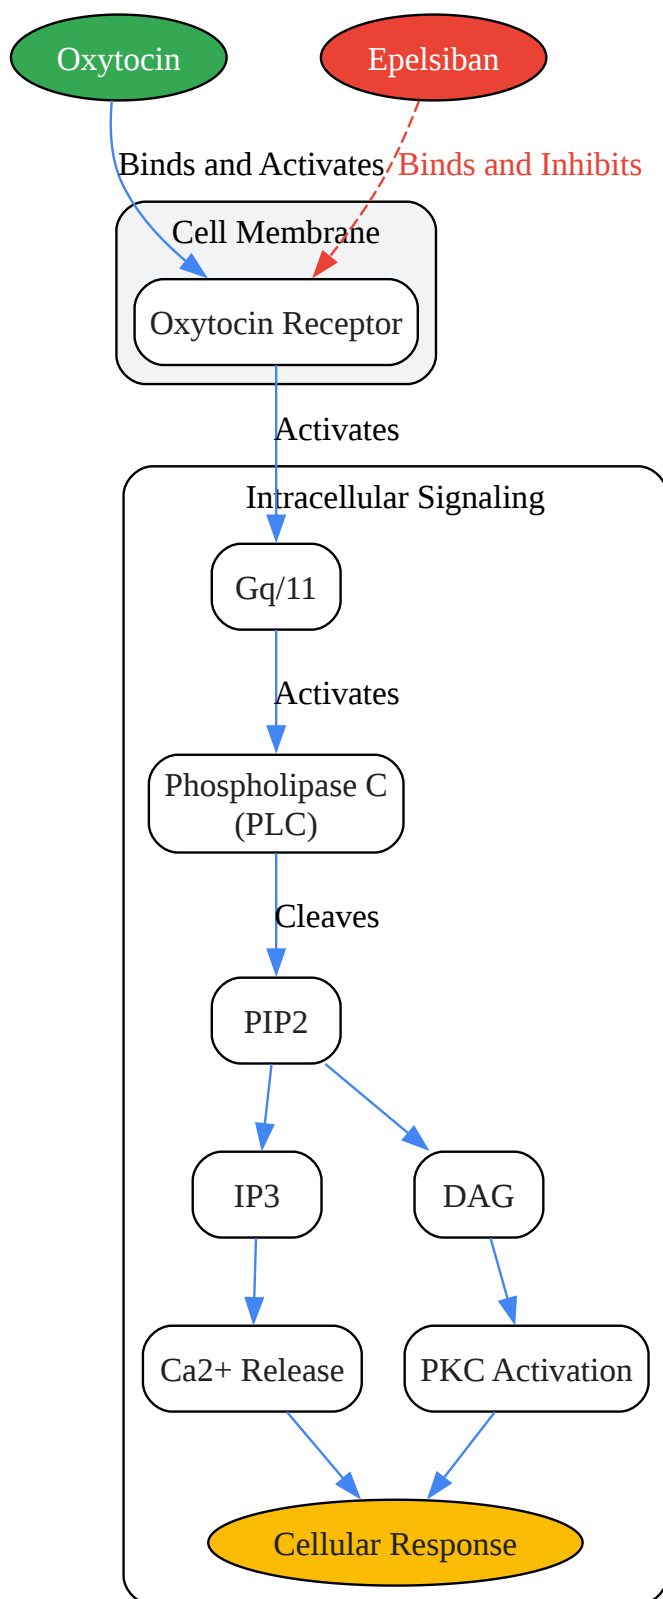 Oxytocin
Epelsiban
Binds and Activates
Binds and Inhibits
Cell Membrane
Oxytocin Receptor
Activates
Intracellular Signaling
Gq/11
Activates
Phospholipase C
(PLC)
Cleaves
PIP2
IP3
DAG
Ca2+ Release
PKC Activation
Cellular Response